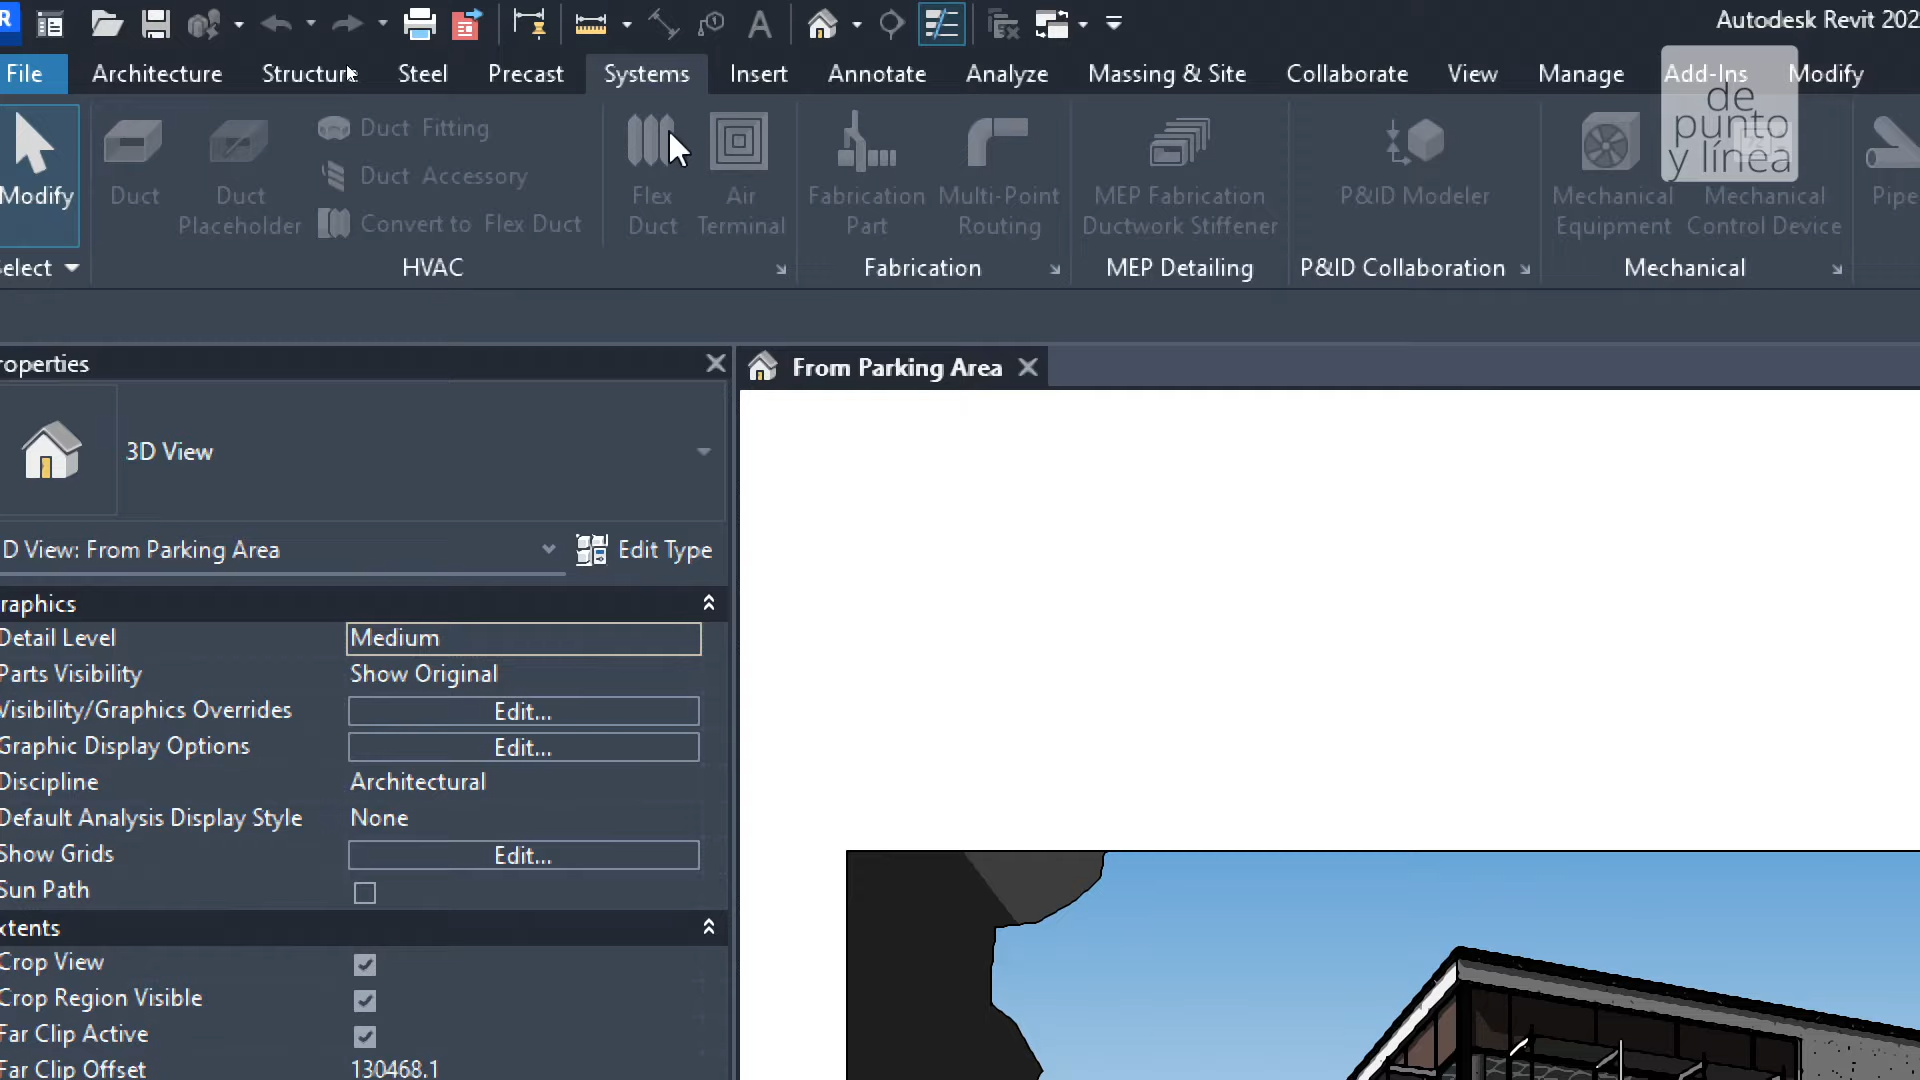 Autodesk Revit 202
File Architecture Structure Steel Precast Systems Insert Annotate Analyze Massing & Site Collaborate View Manage Add-Ins Modify
de
punto
y línea
Modify
Select
Duct
Duct
Placeholder
Duct Fitting
Duct Accessory
Convert to Flex Duct
Flex
Duct
Air
Terminal
HVAC
Fabrication
Part
Multi-Point
Routing
Fabrication
MEP Fabrication
Ductwork Stiffener
MEP Detailing
P&ID Modeler
P&ID Collaboration
Mechanical
Equipment
Mechanical
Control Device
Mechanical
Pipe
roperties
3D View
D View: From Parking Area
Edit Type
raphics
Detail Level Medium
Parts Visibility Show Original
Visibility/Graphics Overrides Edit...
Graphic Display Options Edit...
Discipline Architectural
Default Analysis Display Style None
Show Grids Edit...
Sun Path
xtents
Crop View
Crop Region Visible
Far Clip Active
Far Clip Offset 130468.1
From Parking Area